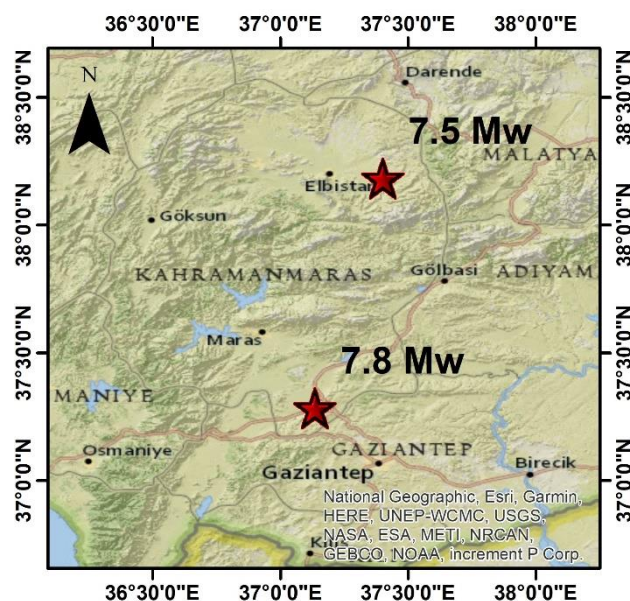 36°30'0"E 37°0'0"E 37°30'0"E 38°0'0"E
N
Darende
38°30'0"N 38°30'0"N
7.5 Mw
MALATYA
Elbistan
Göksun
38°0'0"N 38°0'0"N
KAHRAMANMARAS
Gölbasi
ADIYAM
Maras
7.8 Mw
37°30'0"N 37°30'0"N
MANIYE
Osmaniye
GAZIANTEP
Gaziantep
Birecik
37°0'0"N 37°0'0"N
National Geographic, Esri, Garmin,
HERE, UNEP-WCMC, USGS,
NASA, ESA, METI, NRCAN,
Kilis
GEBCO, NOAA, increment P Corp.
36°30'0"E 37°0'0"E 37°30'0"E 38°0'0"E